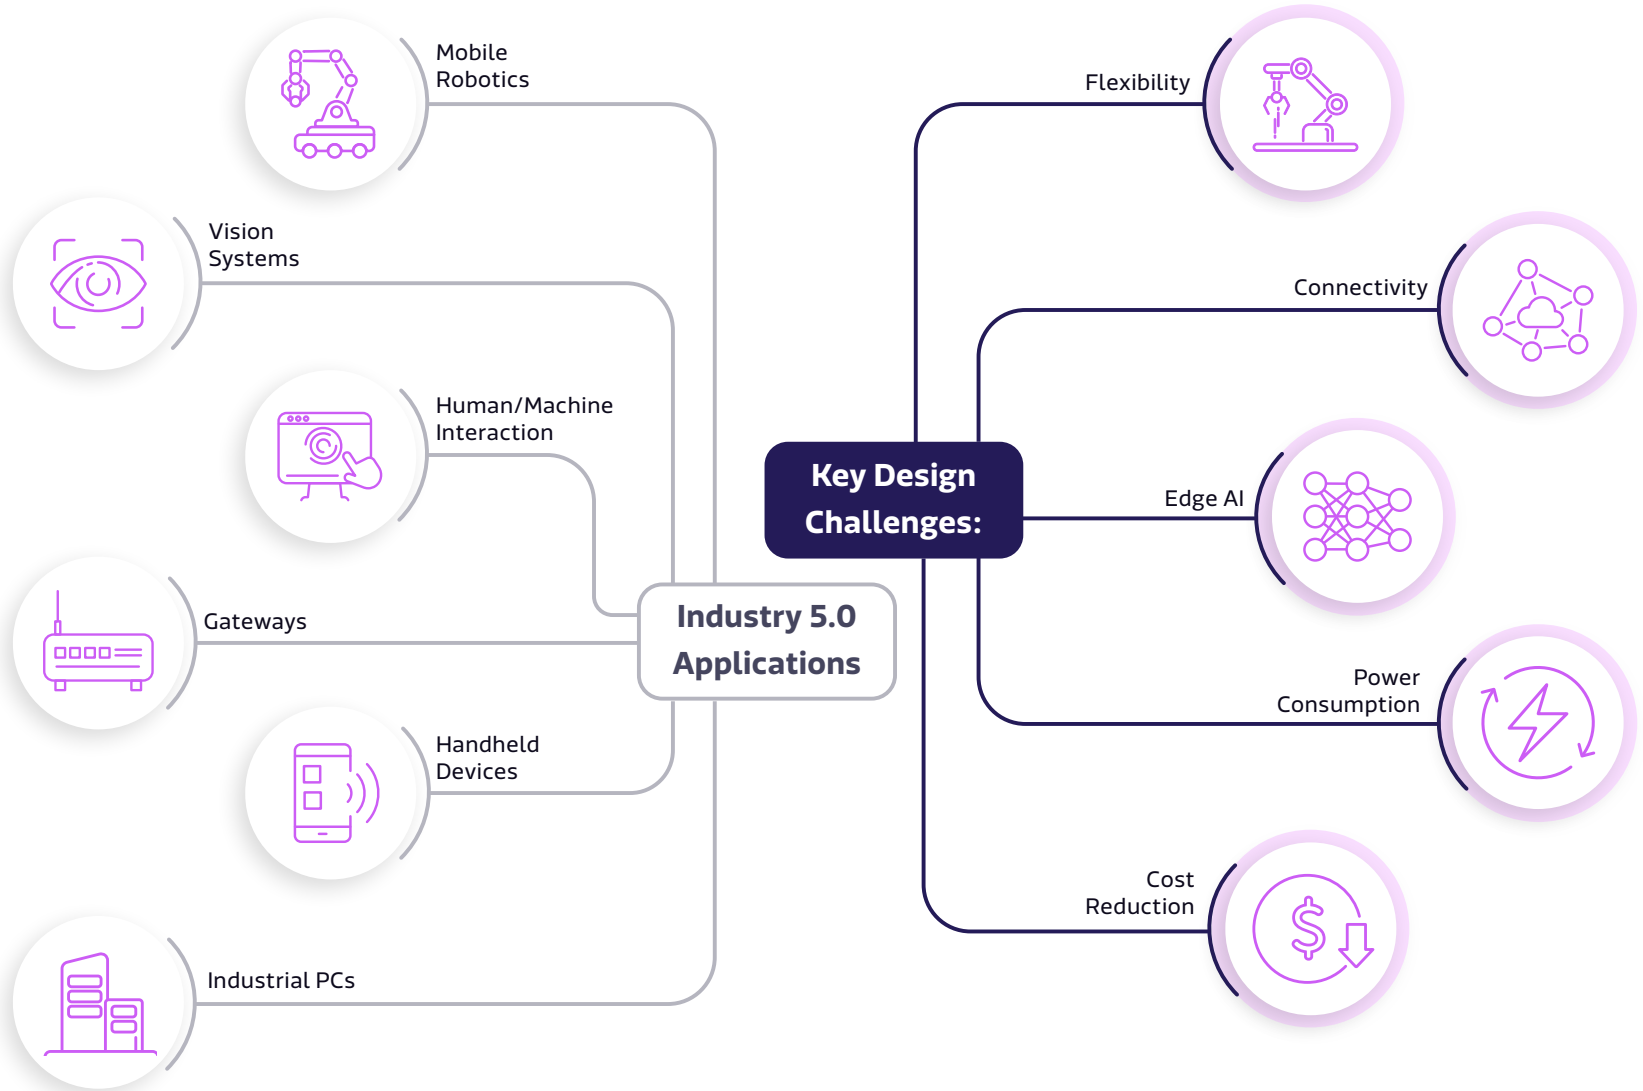 Mobile
Robotics
Vision
Systems
Human/Machine
Interaction
Gateways
Handheld
Devices
Industrial PCs
Industry 5.0
Applications
Key Design
Challenges:
Flexibility
Connectivity
Edge AI
Power
Consumption
Cost
Reduction
$